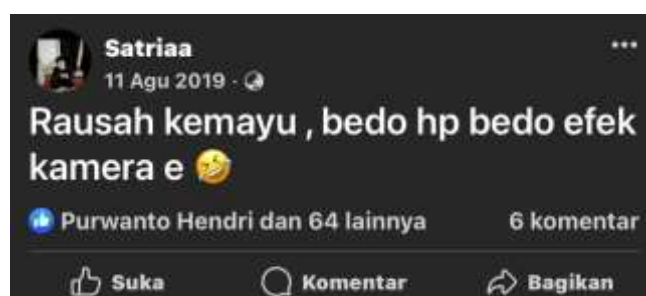 Satriaa
11 Agu 2019 ·
Rausah kemayu , bedo hp bedo efek
kamera e 🤣
Purwanto Hendri dan 64 lainnya 6 komentar
Suka Komentar Bagikan